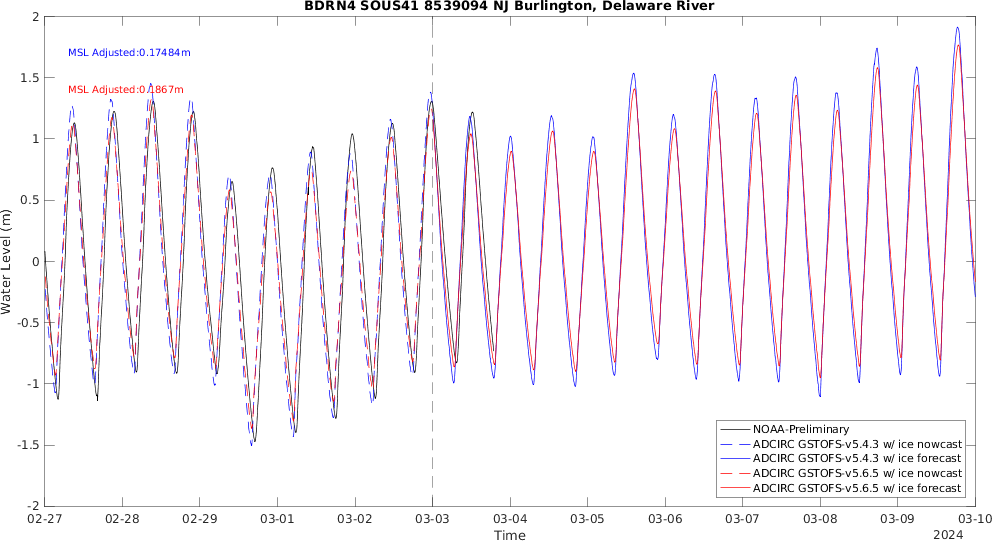 BDRN4 SOUS41 8539094 NJ Burlington, Delaware River
2
1.5
1
0.5
0
-0.5
-1
-1.5
-2
Water Level (m)
MSL Adjusted:0.17484m
MSL Adjusted:0.1867m
NOAA-Preliminary
ADCIRC GSTOFS-v5.4.3 w/ ice nowcast
ADCIRC GSTOFS-v5.4.3 w/ ice forecast
ADCIRC GSTOFS-v5.6.5 w/ ice nowcast
ADCIRC GSTOFS-v5.6.5 w/ ice forecast
02-27 02-28 02-29 03-01 03-02 03-03 03-04 03-05 03-06 03-07 03-08 03-09 03-10
Time
2024